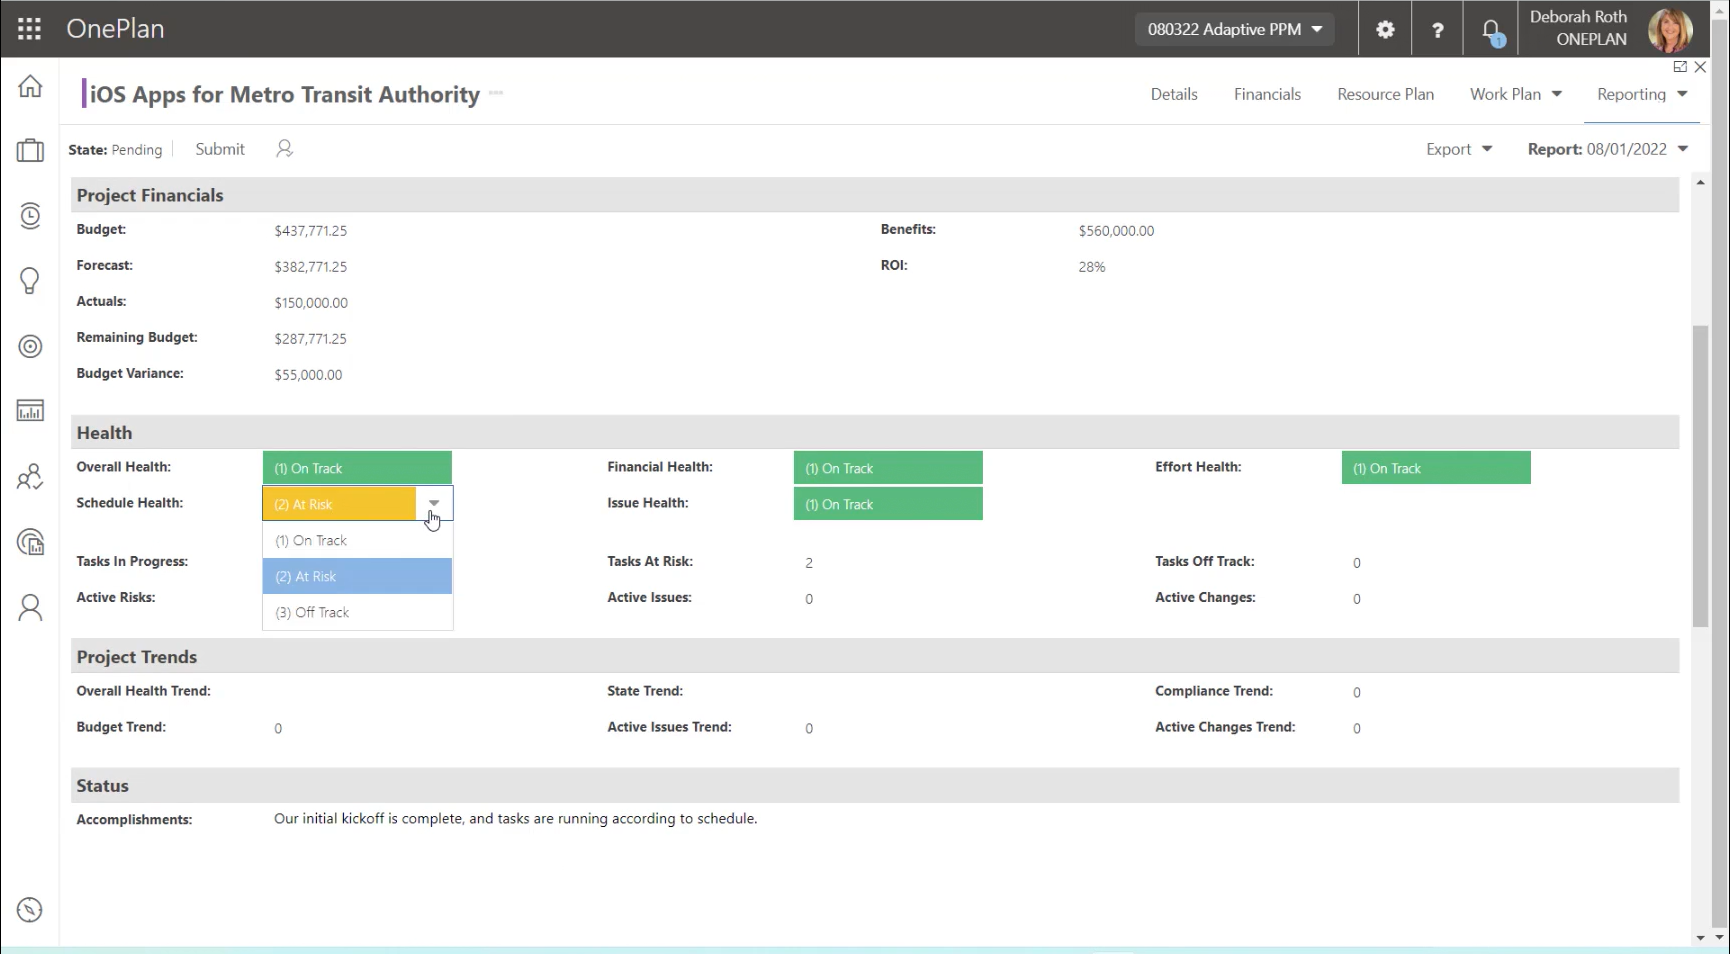 OnePlan
080322 Adaptive PPM
?
1
Deborah Roth
ONEPLAN
iOS Apps for Metro Transit Authority
Details
Financials
Resource Plan
Work Plan
Reporting
State: Pending
Submit
Export
Report: 08/01/2022
Project Financials
Budget: $437,771.25
Benefits: $560,000.00
Forecast: $382,771.25
ROI: 28%
Actuals: $150,000.00
Remaining Budget: $287,771.25
Budget Variance: $55,000.00
Health
Overall Health: (1) On Track
Financial Health: (1) On Track
Effort Health: (1) On Track
Schedule Health: (2) At Risk
Issue Health: (1) On Track
(1) On Track
Tasks In Progress:
(2) At Risk
Tasks At Risk: 2
Tasks Off Track: 0
Active Risks:
(3) Off Track
Active Issues: 0
Active Changes: 0
Project Trends
Overall Health Trend:
State Trend:
Compliance Trend: 0
Budget Trend: 0
Active Issues Trend: 0
Active Changes Trend: 0
Status
Accomplishments: Our initial kickoff is complete, and tasks are running according to schedule.